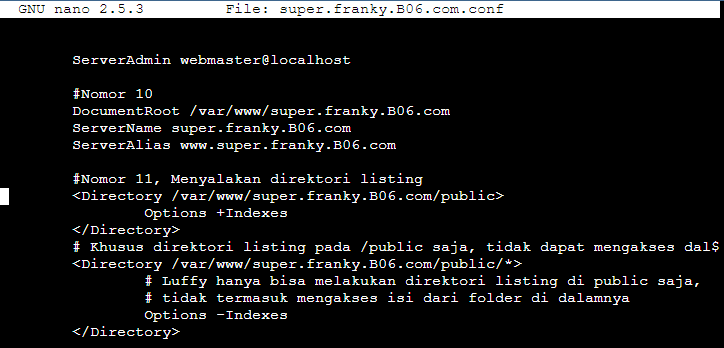 GNU nano 2.5.3 File: super.franky.B06.com.conf
ServerAdmin webmaster@localhost
#Nomor 10
DocumentRoot /var/www/super.franky.B06.com
ServerName super.franky.B06.com
ServerAlias www.super.franky.B06.com
#Nomor 11, Menyalakan direktori listing
<Directory /var/www/super.franky.B06.com/public>
Options +Indexes
</Directory>
# Khusus direktori listing pada /public saja, tidak dapat mengakses dal$
<Directory /var/www/super.franky.B06.com/public/*>
# Luffy hanya bisa melakukan direktori listing di public saja,
# tidak termasuk mengakses isi dari folder di dalamnya
Options -Indexes
</Directory>